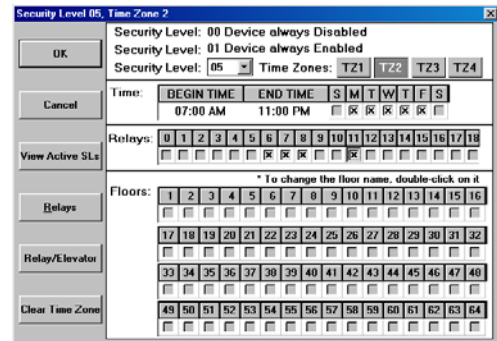 Security Level 05, Time Zone 2
Security Level: 00 Device always Disabled
Security Level: 01 Device always Enabled
Security Level: 05 Time Zones: TZ1 TZ2 TZ3 TZ4
OK
Cancel
View Active SLs
Relays
Relay/Elevator
Clear Time Zone
Time: BEGIN TIME END TIME S M T W T F S
07:00 AM 11:00 PM
Relays: 0 1 2 3 4 5 6 7 8 9 10 11 12 13 14 15 16 17 18
* To change the floor name, double-click on it
Floors: 1 2 3 4 5 6 7 8 9 10 11 12 13 14 15 16
17 18 19 20 21 22 23 24 25 26 27 28 29 30 31 32
33 34 35 36 37 38 39 40 41 42 43 44 45 46 47 48
49 50 51 52 53 54 55 56 57 58 59 60 61 62 63 64